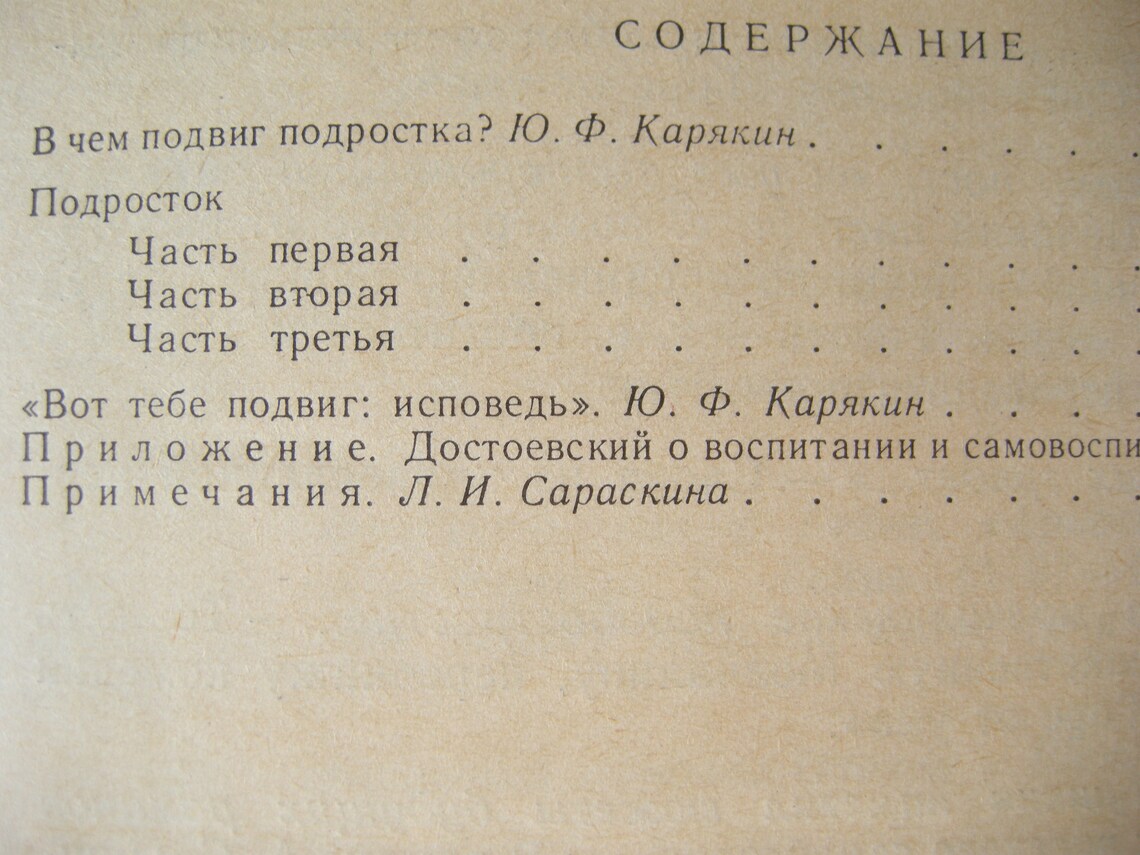 СОДЕРЖАНИЕ
В чем подвиг подростка? Ю. Ф. Карякин . . . . . .
Подросток
Часть первая . . . . . . . . . . .
Часть вторая . . . . . . . . . . .
Часть третья . . . . . . . . . . .
«Вот тебе подвиг: исповедь». Ю. Ф. Карякин . . . .
Приложение. Достоевский о воспитании и самовоспи
Примечания. Л. И. Сараскина . . . . . . .